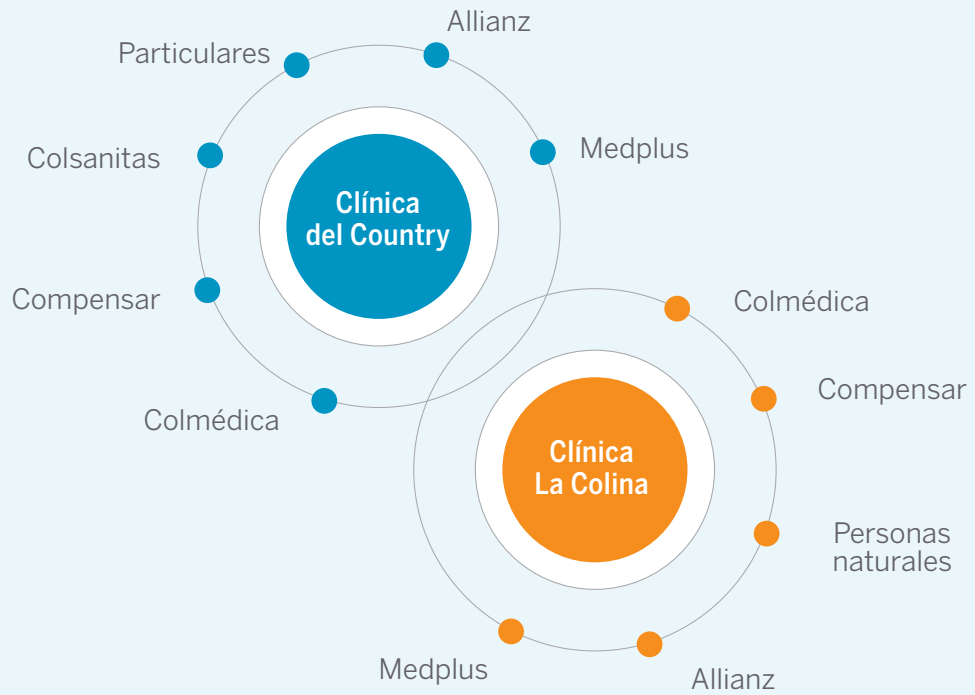 Allianz
Particulares
Medplus
Colsanitas
Clínica
del Country
Compensar
Colmédica
Colmédica
Compensar
Clínica
La Colina
Personas
naturales
Medplus
Allianz